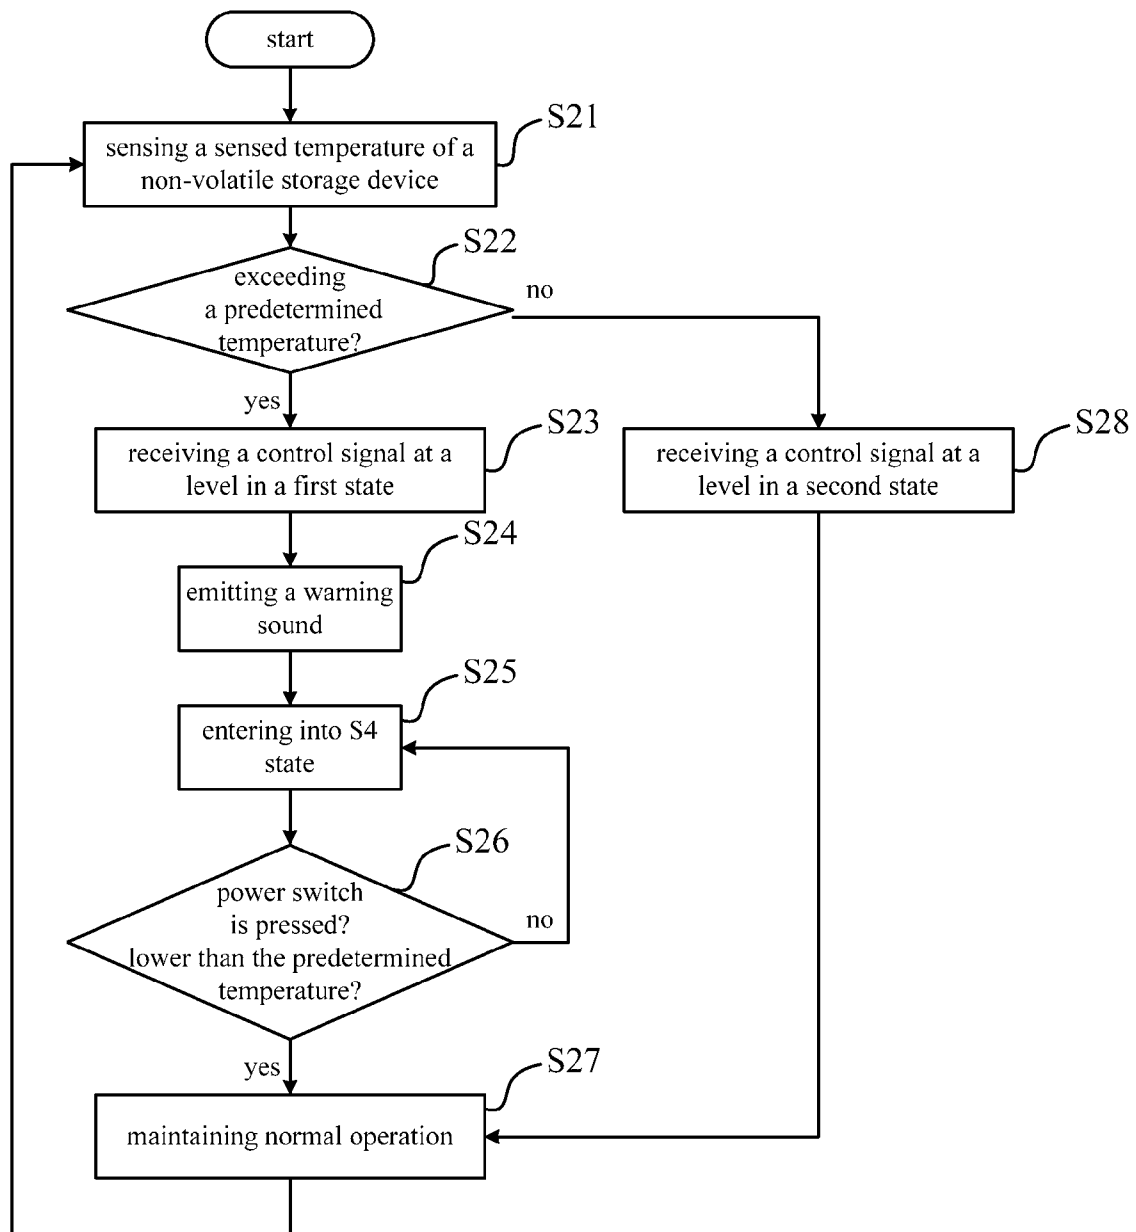 start
S21
sensing a sensed temperature of a
non-volatile storage device
S22
exceeding
a predetermined
temperature?
no
yes
S23
receiving a control signal at a
level in a first state
S28
receiving a control signal at a
level in a second state
S24
emitting a warning
sound
S25
entering into S4
state
S26
power switch
is pressed?
lower than the predetermined
temperature?
no
yes
S27
maintaining normal operation